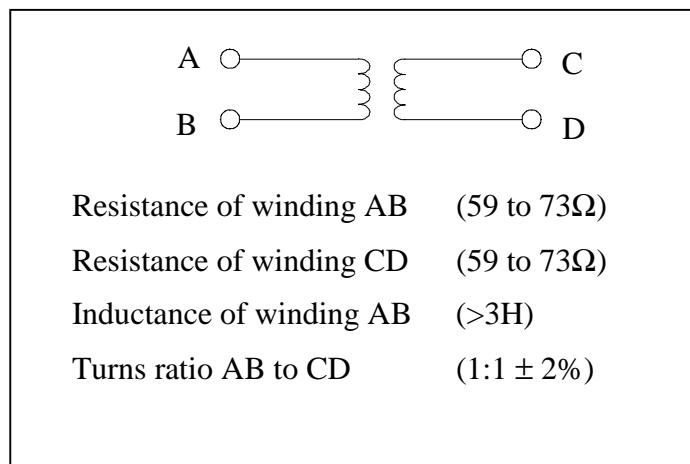 A C
B D
Resistance of winding AB (59 to 73Ω)
Resistance of winding CD (59 to 73Ω)
Inductance of winding AB (>3H)
Turns ratio AB to CD (1:1 ± 2%)